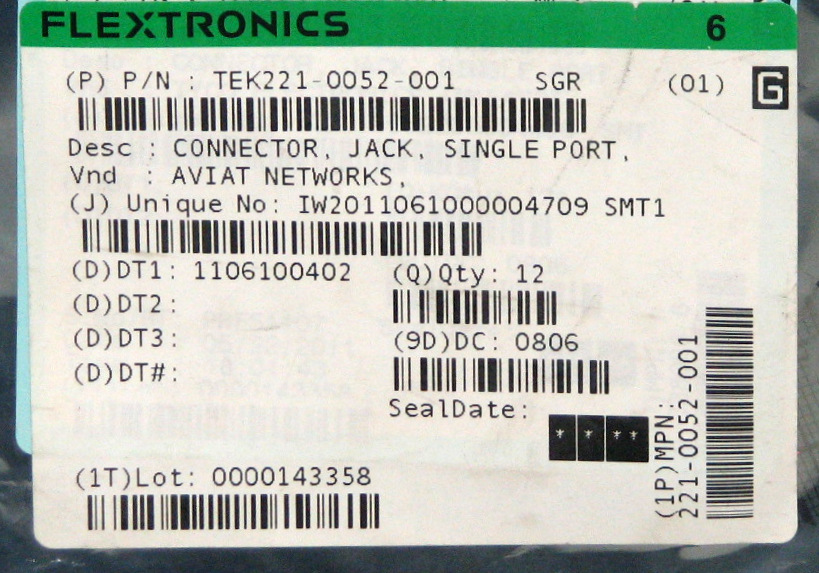 FLEXTRONICS 6
(P) P/N : TEK221-0052-001 SGR (01) G
Desc : CONNECTOR, JACK, SINGLE PORT,
Vnd : AVIAT NETWORKS,
(J) Unique No: IW2011061000004709 SMT1
(D)DT1: 1106100402 (Q)Qty: 12
(D)DT2:
(D)DT3: (9D)DC: 0806
(D)DT#:
SealDate: * * * *
(1T)Lot: 0000143358
(1P)MPN:
221-0052-001